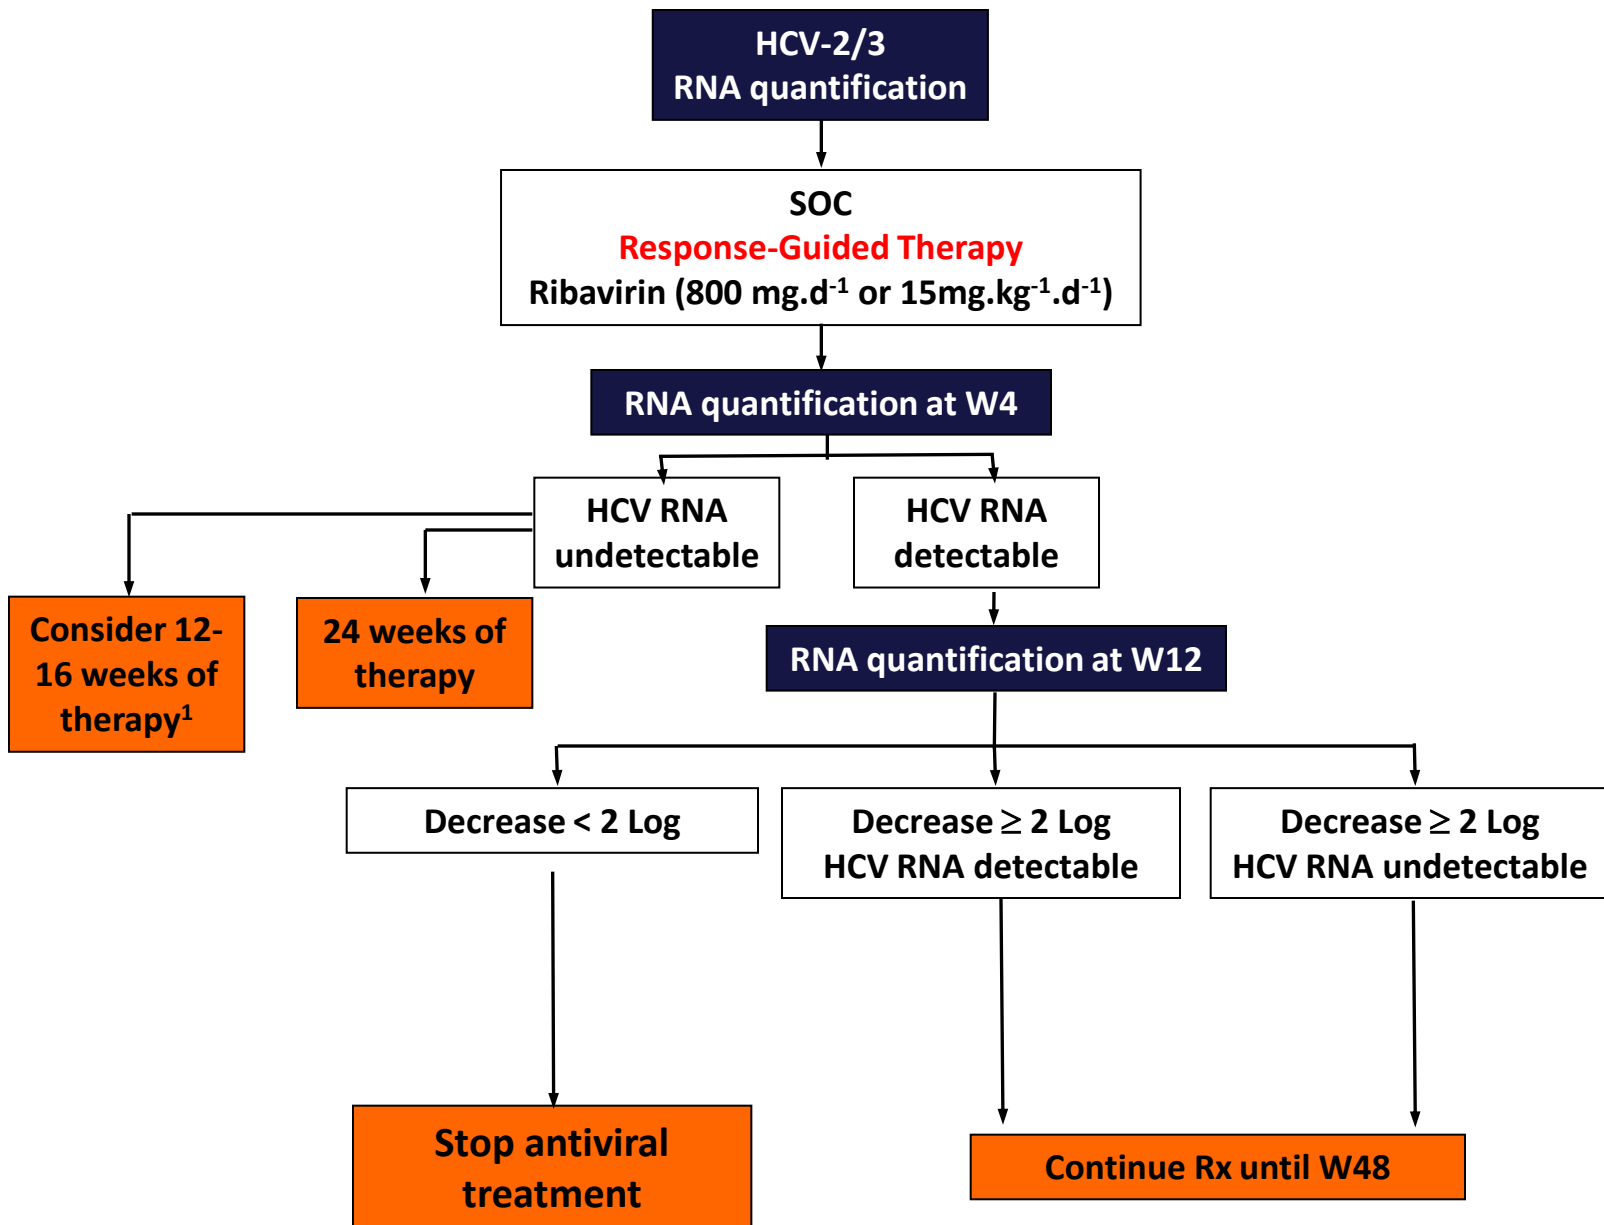 HCV-2/3
RNA quantification
SOC
Response-Guided Therapy
Ribavirin (800 mg.d⁻¹ or 15mg.kg⁻¹.d⁻¹)
RNA quantification at W4
HCV RNA
undetectable
HCV RNA
detectable
Consider 12-
16 weeks of
therapy¹
24 weeks of
therapy
RNA quantification at W12
Decrease < 2 Log
Decrease ≥ 2 Log
HCV RNA detectable
Decrease ≥ 2 Log
HCV RNA undetectable
Stop antiviral
treatment
Continue Rx until W48